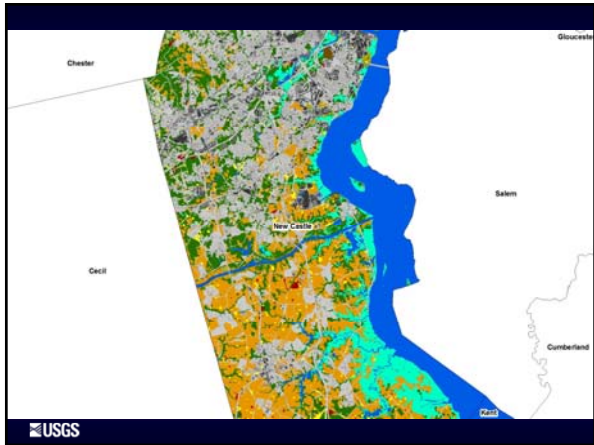 Chester
Gloucester
Salem
New Castle
Cecil
Cumberland
Kent
USGS